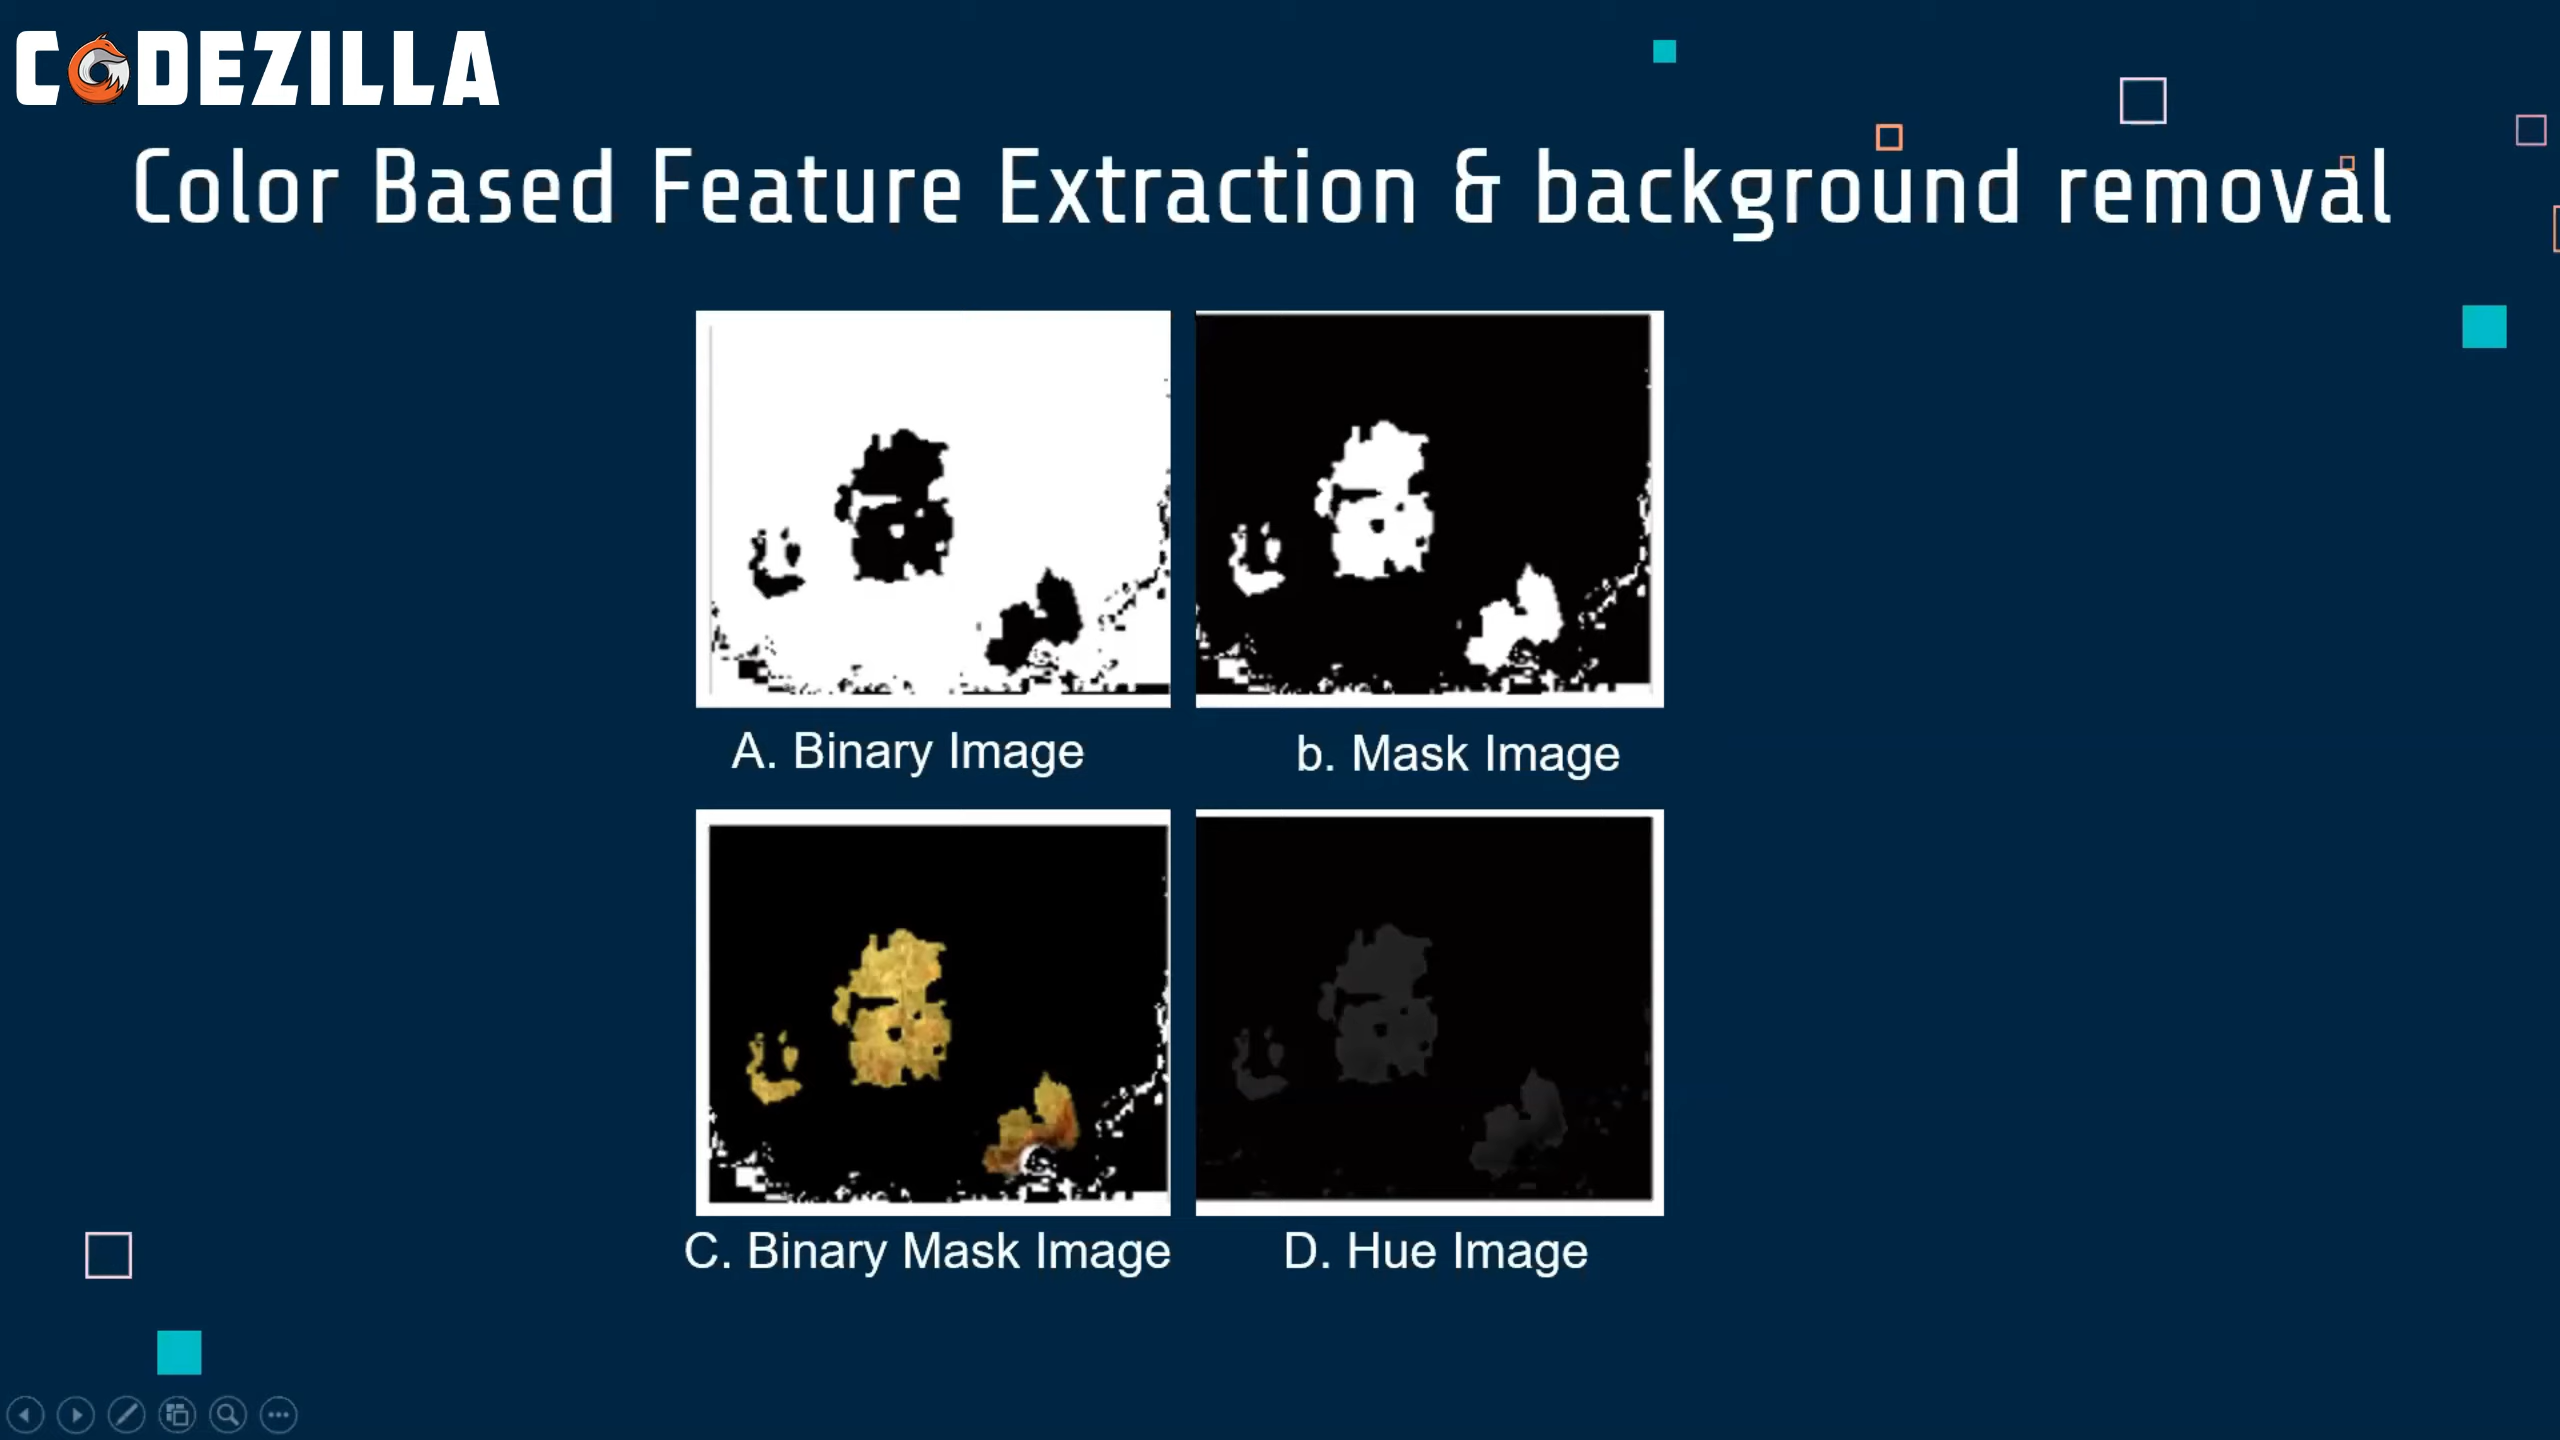 CODEZILLA
Color Based Feature Extraction & background removal
A. Binary Image
b. Mask Image
C. Binary Mask Image
D. Hue Image